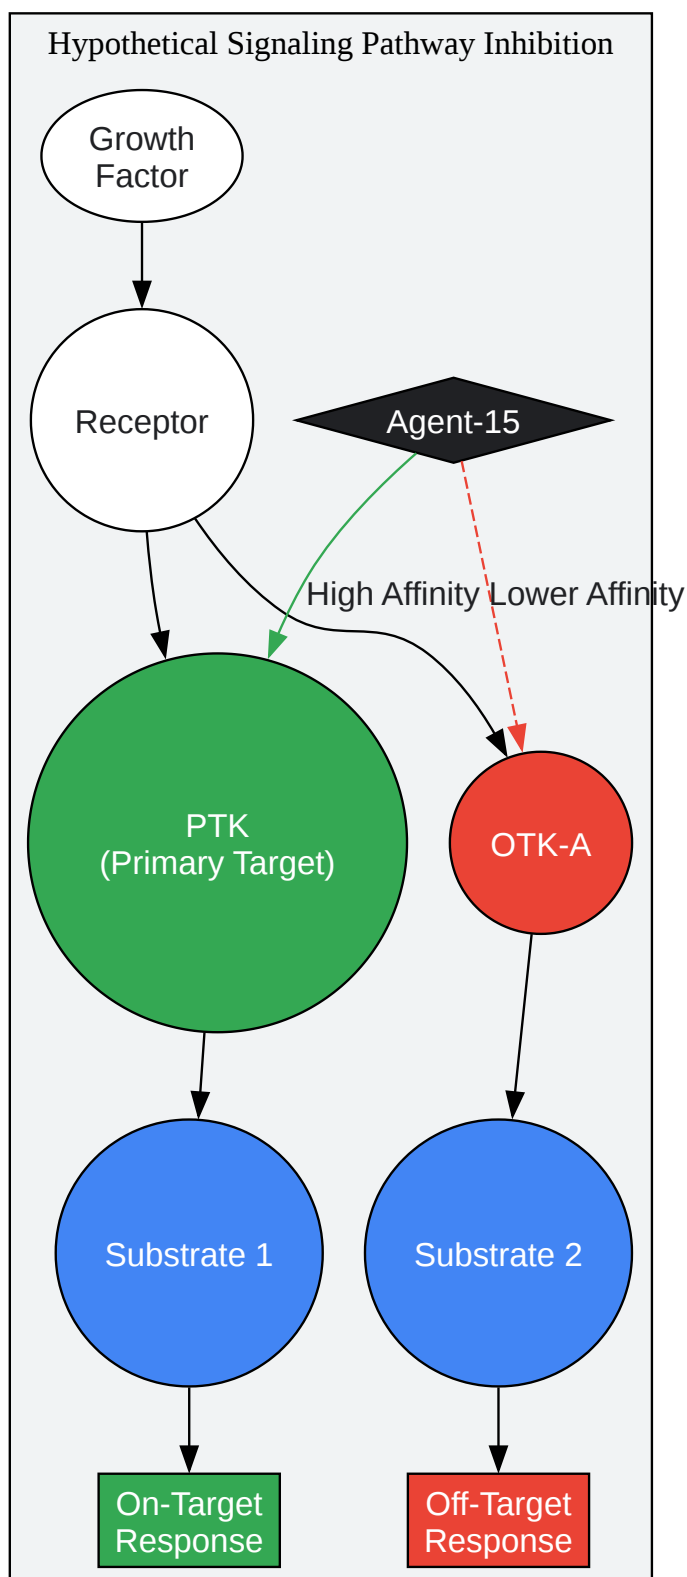 Hypothetical Signaling Pathway Inhibition
Growth
Factor
Receptor
Agent-15
High Affinity
Lower Affinity
PTK
(Primary Target)
OTK-A
Substrate 1
Substrate 2
On-Target
Response
Off-Target
Response